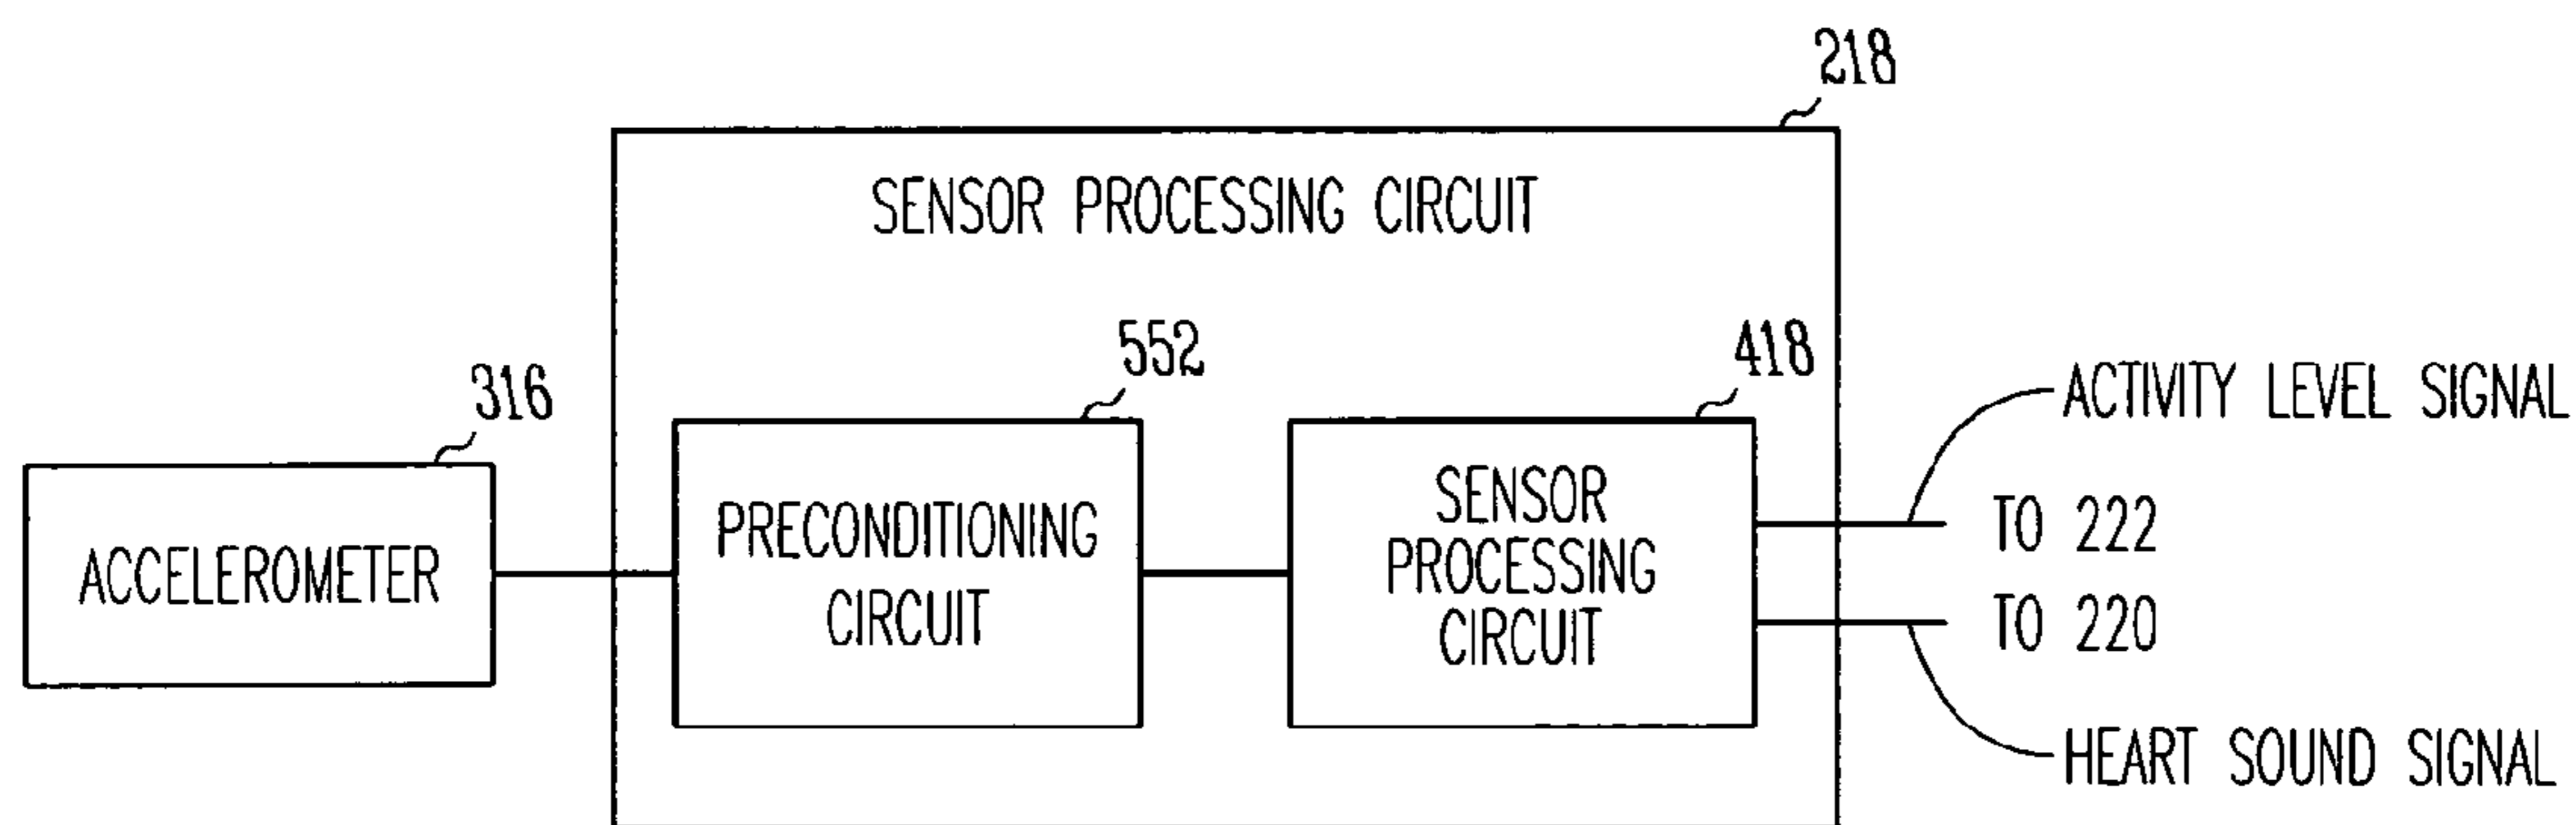 218
SENSOR PROCESSING CIRCUIT
552
418
316
ACTIVITY LEVEL SIGNAL
ACCELEROMETER
PRECONDITIONING
CIRCUIT
SENSOR
PROCESSING
CIRCUIT
TO 222
TO 220
HEART SOUND SIGNAL